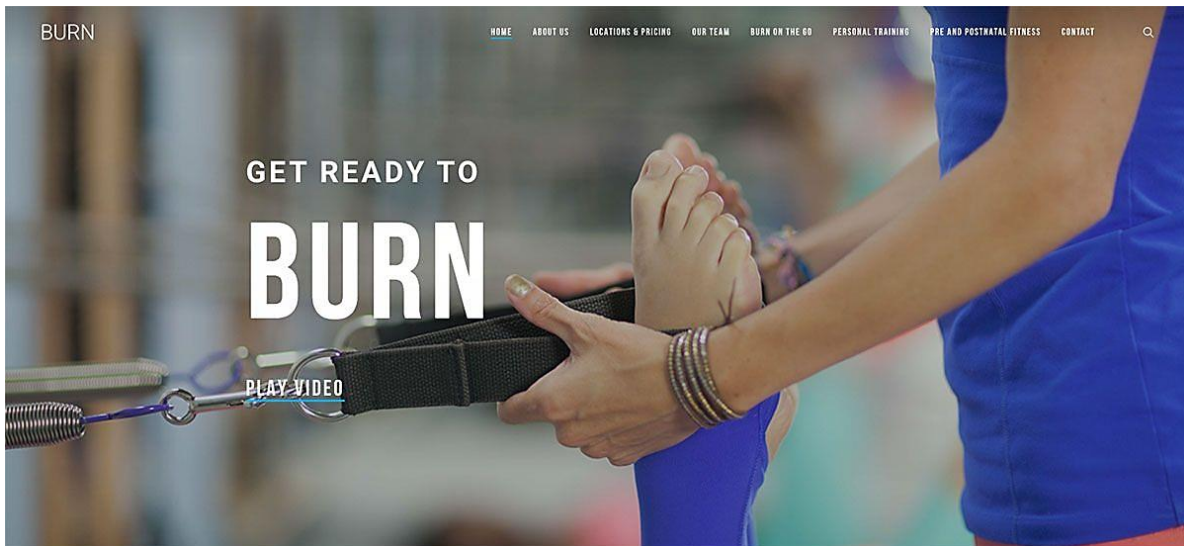 BURN
HOME ABOUT US LOCATIONS & PRICING OUR TEAM BURN ON THE GO PERSONAL TRAINING PRE AND POSTNATAL FITNESS CONTACT
GET READY TO
BURN
PLAY VIDEO